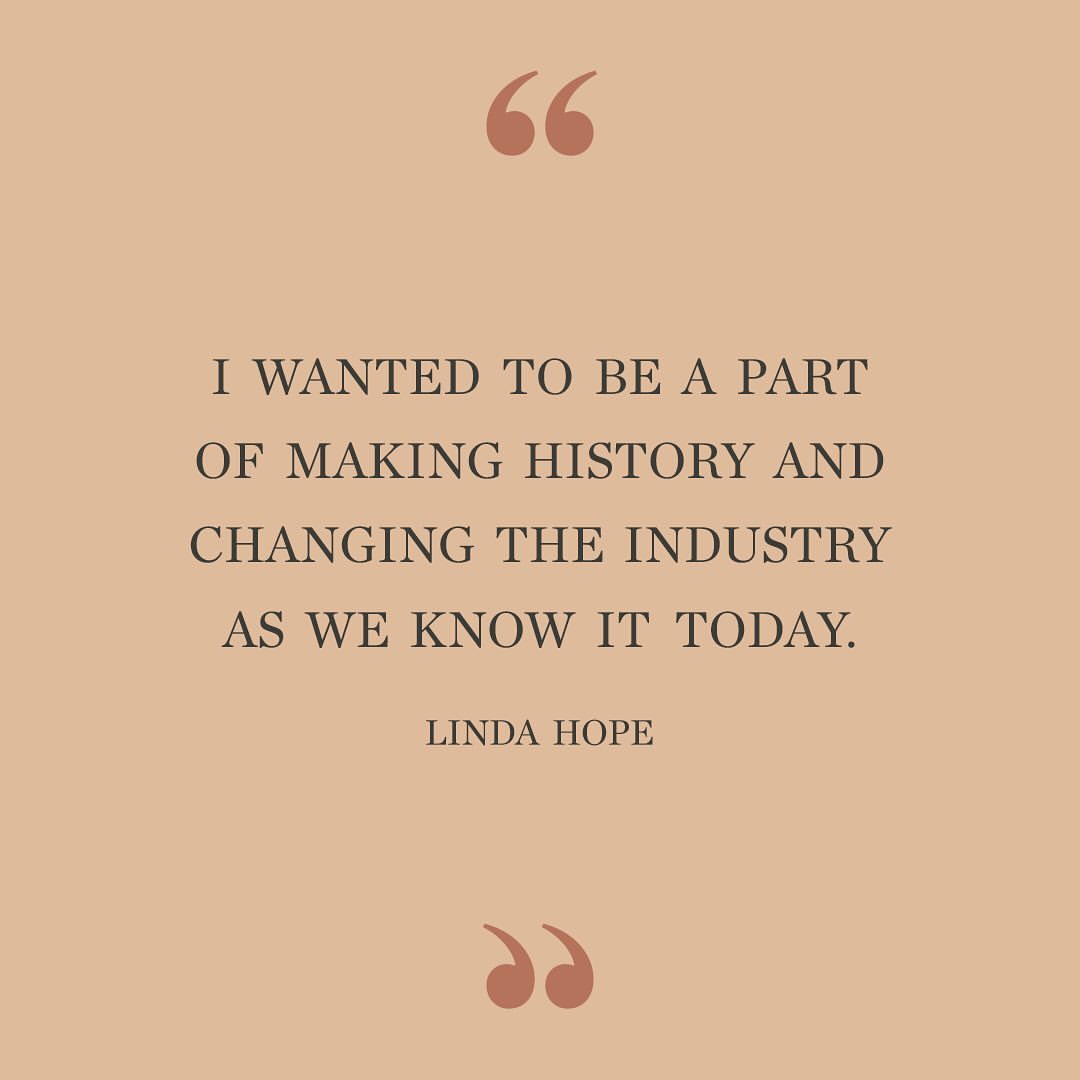 “
I WANTED TO BE A PART
OF MAKING HISTORY AND
CHANGING THE INDUSTRY
AS WE KNOW IT TODAY.
LINDA HOPE
”